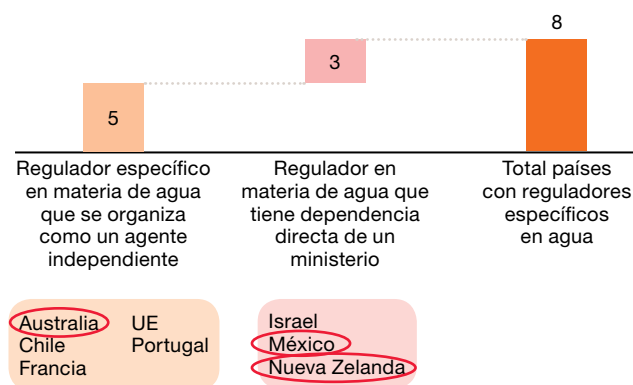 8
3
5
Regulador específico
en materia de agua
que se organiza
como un agente
independiente
Regulador en
materia de agua que
tiene dependencia
directa de un
ministerio
Total países
con reguladores
específicos
en agua
Australia UE
Chile Portugal
Francia
Israel
México
Nueva Zelanda